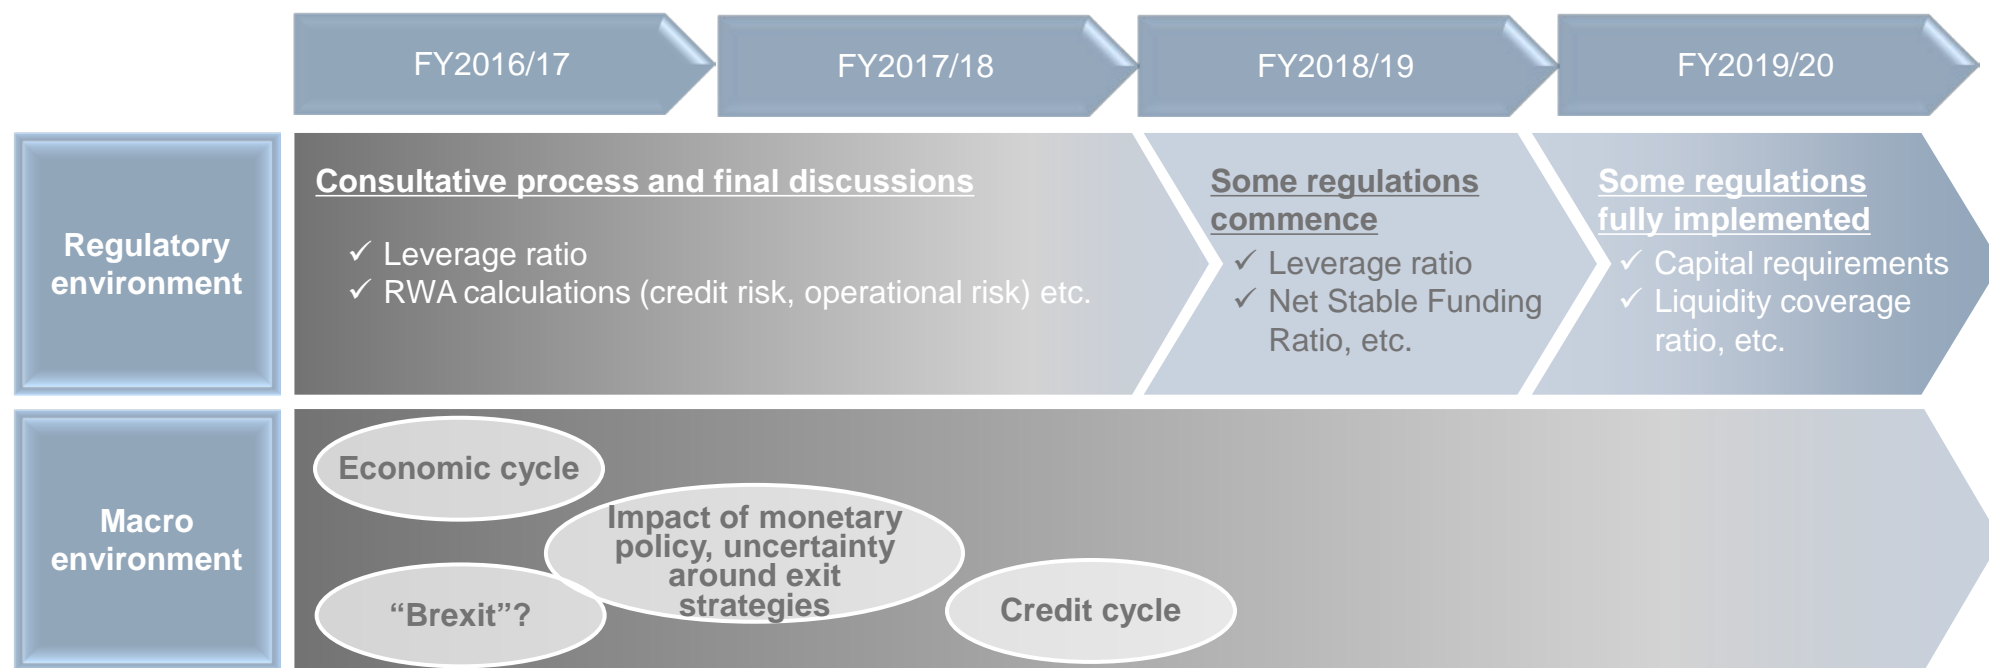 FY2016/17
FY2017/18
FY2018/19
FY2019/20
Regulatory
environment
Consultative process and final discussions
✓ Leverage ratio
✓ RWA calculations (credit risk, operational risk) etc.
Some regulations
commence
✓ Leverage ratio
✓ Net Stable Funding
Ratio, etc.
Some regulations
fully implemented
✓ Capital requirements
✓ Liquidity coverage
ratio, etc.
Macro
environment
Economic cycle
Impact of monetary
policy, uncertainty
around exit
strategies
“Brexit”?
Credit cycle